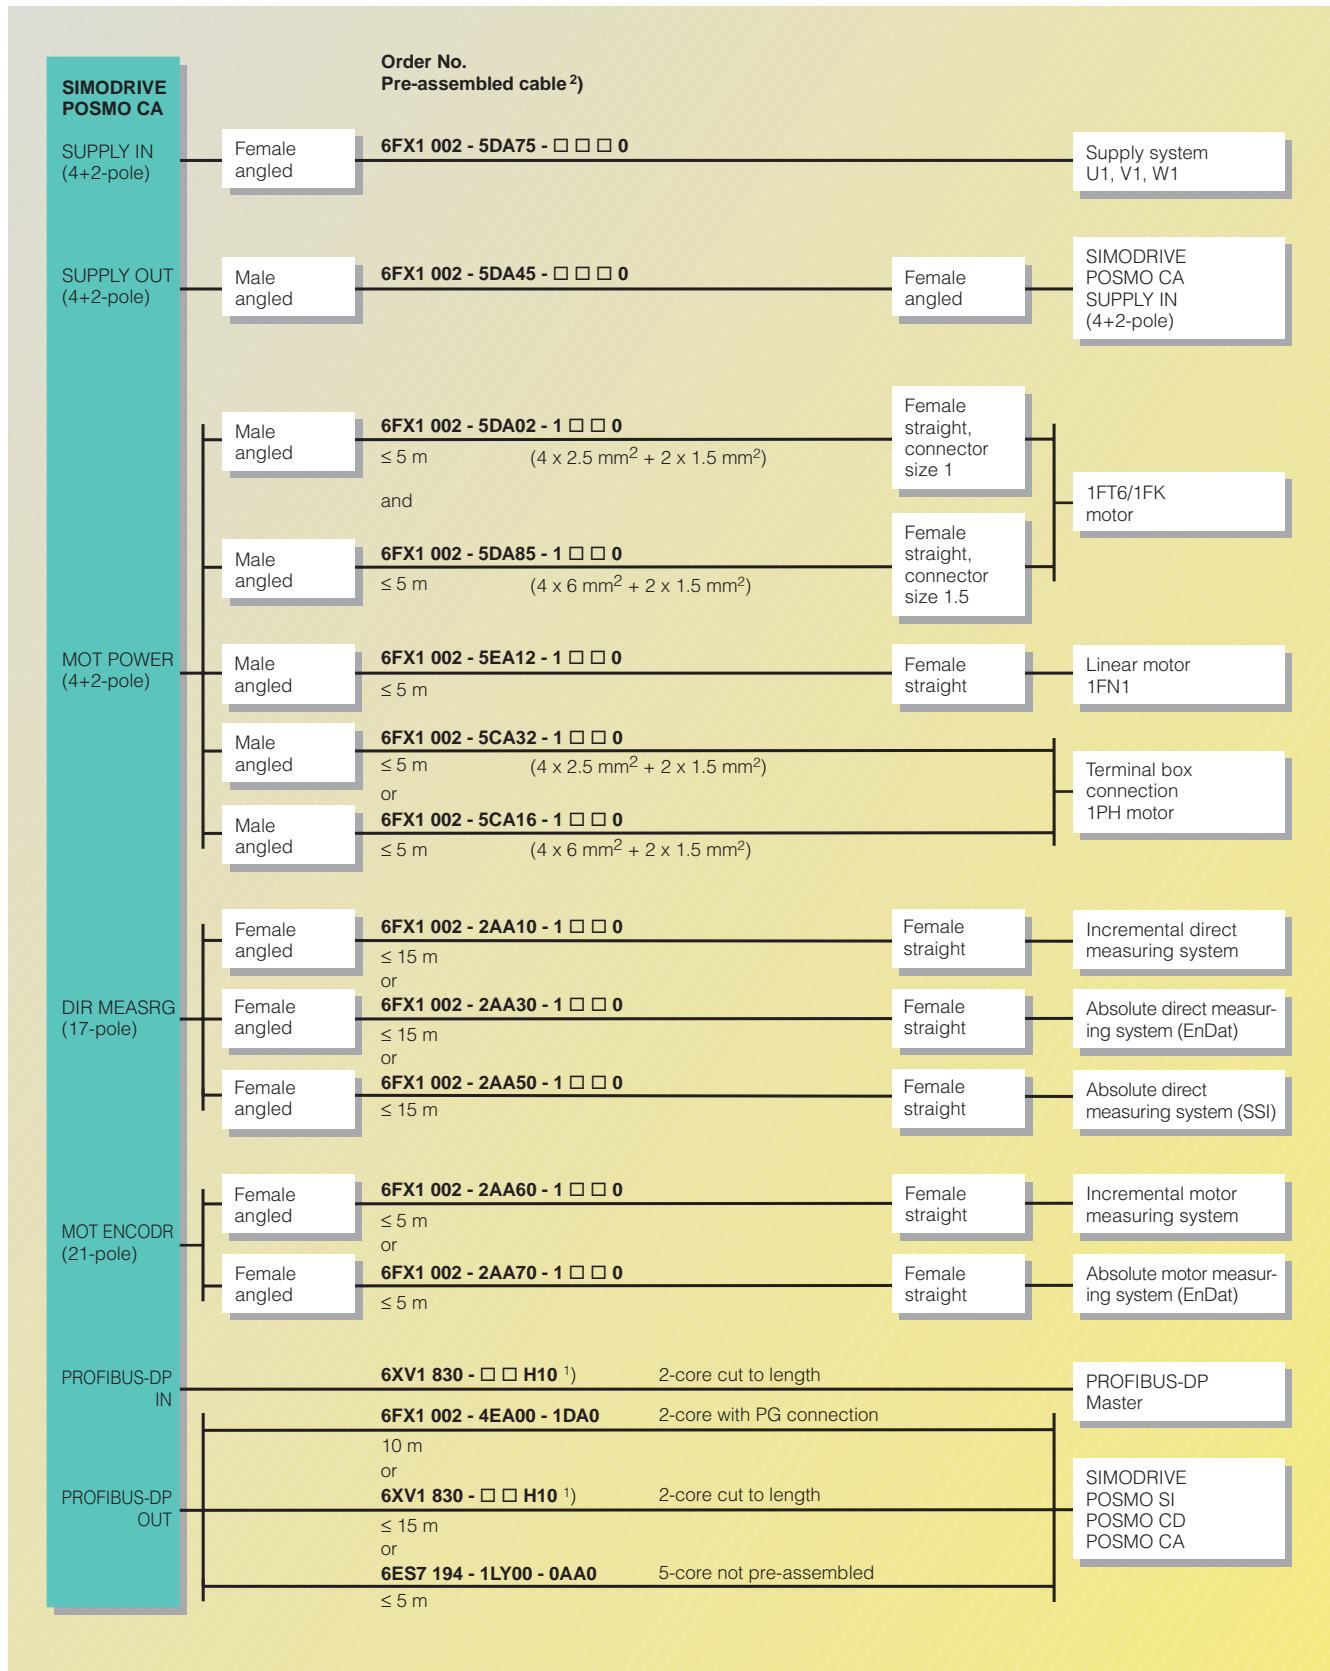 Order No.
Pre-assembled cable 2)
SIMODRIVE
POSMO CA
SUPPLY IN
(4+2-pole)
Female
angled
6FX1 002 - 5DA75 - □ □ □ 0
Supply system
U1, V1, W1
SUPPLY OUT
(4+2-pole)
Male
angled
6FX1 002 - 5DA45 - □ □ □ 0
Female
angled
SIMODRIVE
POSMO CA
SUPPLY IN
(4+2-pole)
MOT POWER
(4+2-pole)
Male
angled
6FX1 002 - 5DA02 - 1 □ □ 0
≤ 5 m (4 x 2.5 mm² + 2 x 1.5 mm²)
Female
straight,
connector
size 1
and
1FT6/1FK
motor
Male
angled
6FX1 002 - 5DA85 - 1 □ □ 0
≤ 5 m (4 x 6 mm² + 2 x 1.5 mm²)
Female
straight,
connector
size 1.5
Male
angled
6FX1 002 - 5EA12 - 1 □ □ 0
≤ 5 m
Female
straight
Linear motor
1FN1
Male
angled
6FX1 002 - 5CA32 - 1 □ □ 0
≤ 5 m (4 x 2.5 mm² + 2 x 1.5 mm²)
or
Terminal box
connection
1PH motor
Male
angled
6FX1 002 - 5CA16 - 1 □ □ 0
≤ 5 m (4 x 6 mm² + 2 x 1.5 mm²)
DIR MEASRG
(17-pole)
Female
angled
6FX1 002 - 2AA10 - 1 □ □ 0
≤ 15 m
or
Female
straight
Incremental direct
measuring system
Female
angled
6FX1 002 - 2AA30 - 1 □ □ 0
≤ 15 m
or
Female
straight
Absolute direct measur-
ing system (EnDat)
Female
angled
6FX1 002 - 2AA50 - 1 □ □ 0
≤ 15 m
Female
straight
Absolute direct
measuring system (SSI)
MOT ENCODR
(21-pole)
Female
angled
6FX1 002 - 2AA60 - 1 □ □ 0
≤ 5 m
or
Female
straight
Incremental motor
measuring system
Female
angled
6FX1 002 - 2AA70 - 1 □ □ 0
≤ 5 m
Female
straight
Absolute motor measur-
ing system (EnDat)
PROFIBUS-DP
IN
6XV1 830 - □ □ H10 1) 2-core cut to length
PROFIBUS-DP
Master
PROFIBUS-DP
OUT
6FX1 002 - 4EA00 - 1DA0 2-core with PG connection
10 m
or
6XV1 830 - □ □ H10 1) 2-core cut to length
≤ 15 m
or
6ES7 194 - 1LY00 - 0AA0 5-core not pre-assembled
≤ 5 m
SIMODRIVE
POSMO SI
POSMO CD
POSMO CA